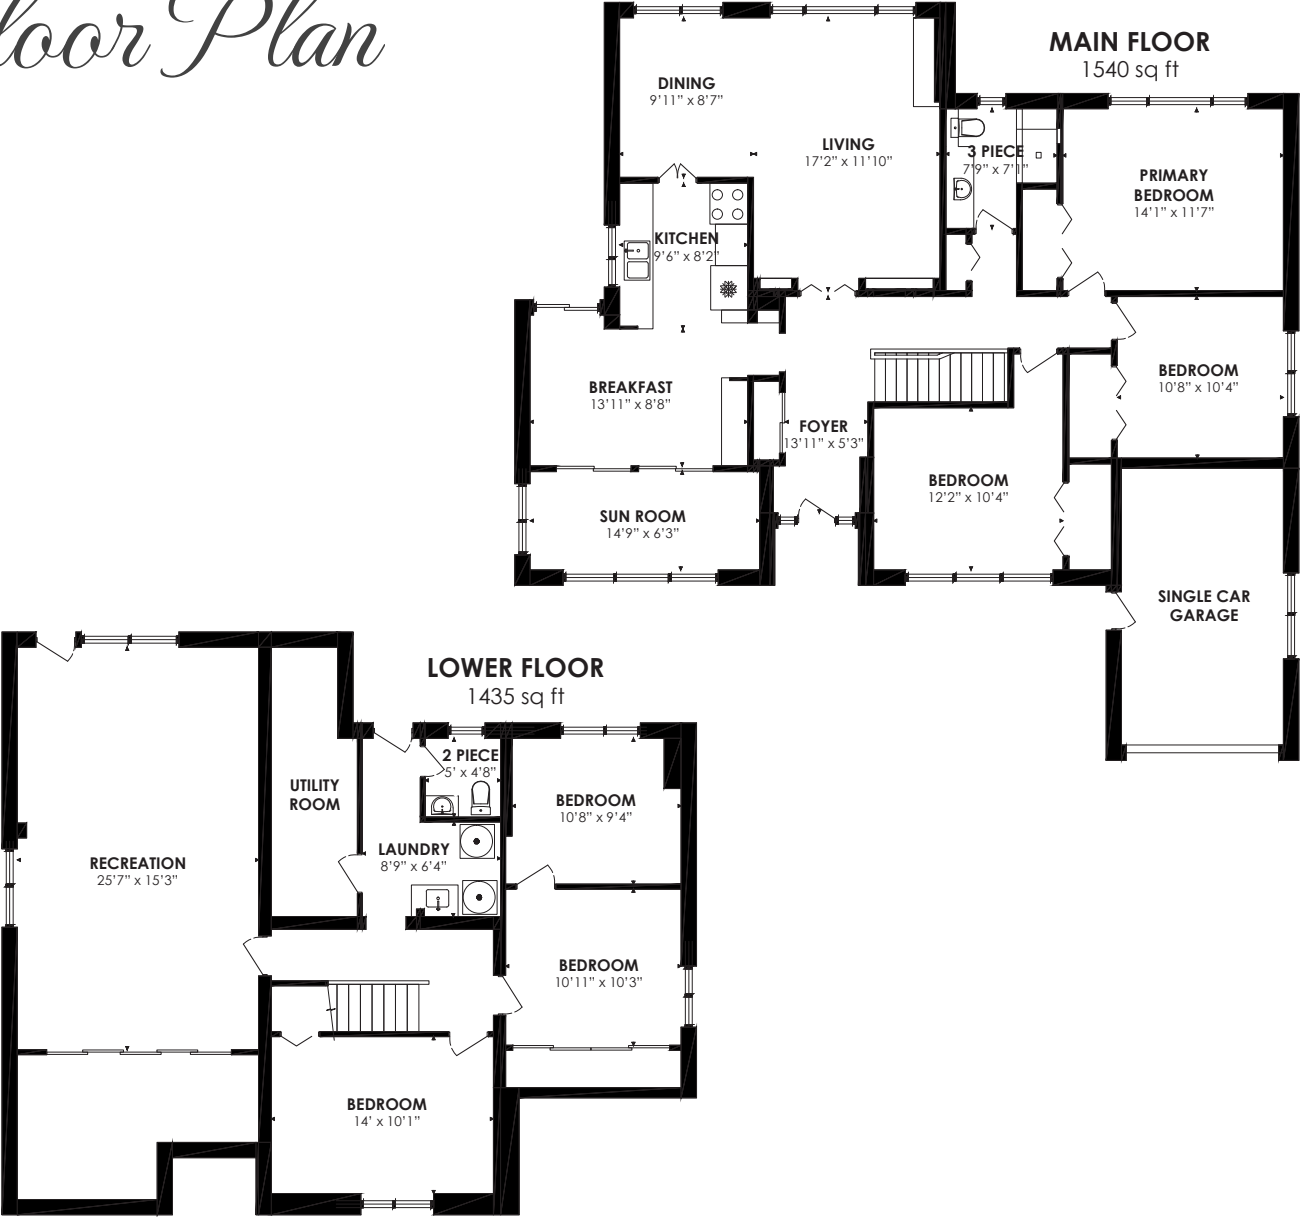 loor Plan
MAIN FLOOR
1540 sq ft
DINING
9'11" x 8'7"
LIVING
17'2" x 11'10"
3 PIECE
7'9" x 7'1"
PRIMARY
BEDROOM
14'1" x 11'7"
KITCHEN
9'6" x 8'2"
BREAKFAST
13'11" x 8'8"
FOYER
13'11" x 5'3"
BEDROOM
10'8" x 10'4"
BEDROOM
12'2" x 10'4"
SUN ROOM
14'9" x 6'3"
SINGLE CAR
GARAGE
LOWER FLOOR
1435 sq ft
2 PIECE
5' x 4'8"
UTILITY
ROOM
BEDROOM
10'8" x 9'4"
LAUNDRY
8'9" x 6'4"
RECREATION
25'7" x 15'3"
BEDROOM
10'11" x 10'3"
BEDROOM
14' x 10'1"